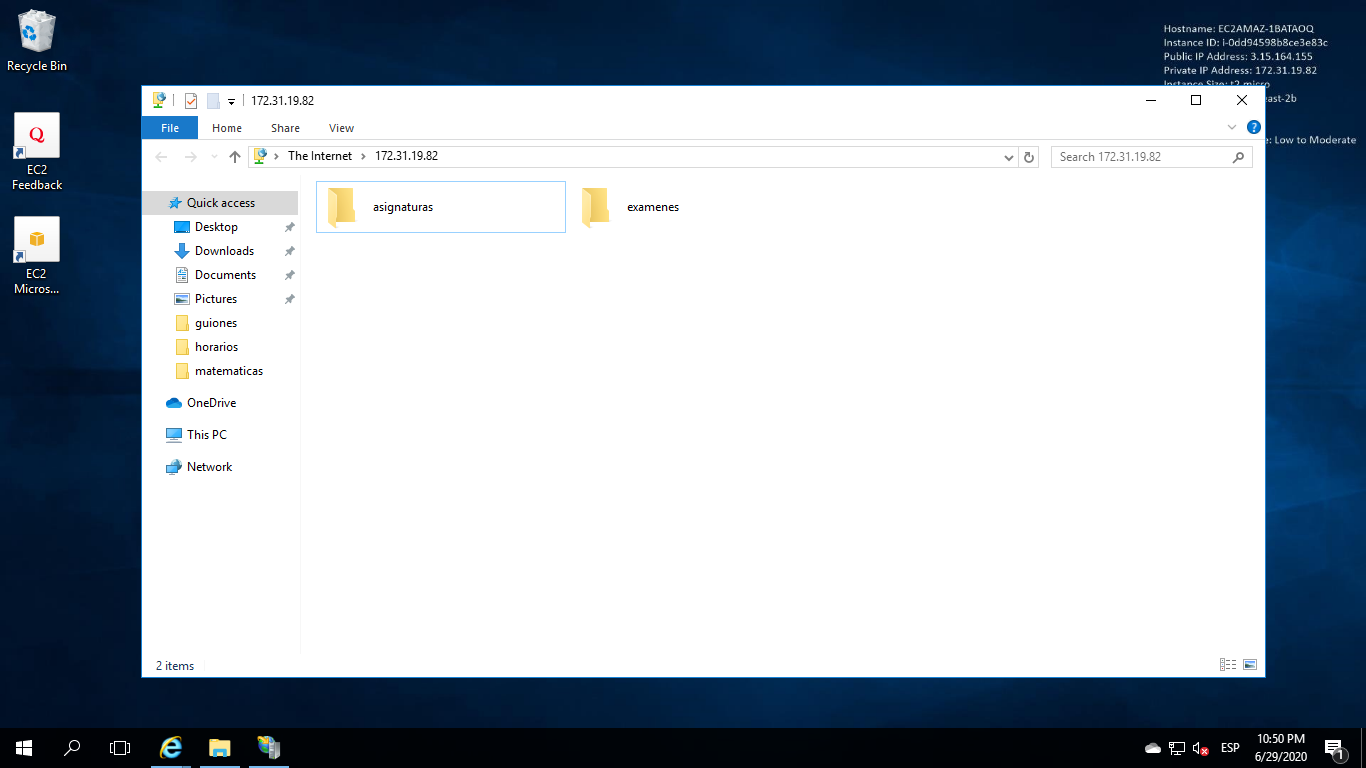 Recycle Bin
EC2
Feedback
EC2
Micros...
Hostname: EC2AMAZ-1BATAOQ
Instance ID: i-0dd94598b8ce3e83c
Public IP Address: 3.15.164.155
Private IP Address: 172.31.19.82
Instance Size: t2.micro
east-2b
e: Low to Moderate
172.31.19.82
File Home Share View
The Internet 172.31.19.82
Search 172.31.19.82
Quick access
Desktop
Downloads
Documents
Pictures
guiones
horarios
matematicas
OneDrive
This PC
Network
asignaturas
examenes
2 items
ESP
10:50 PM
6/29/2020
1